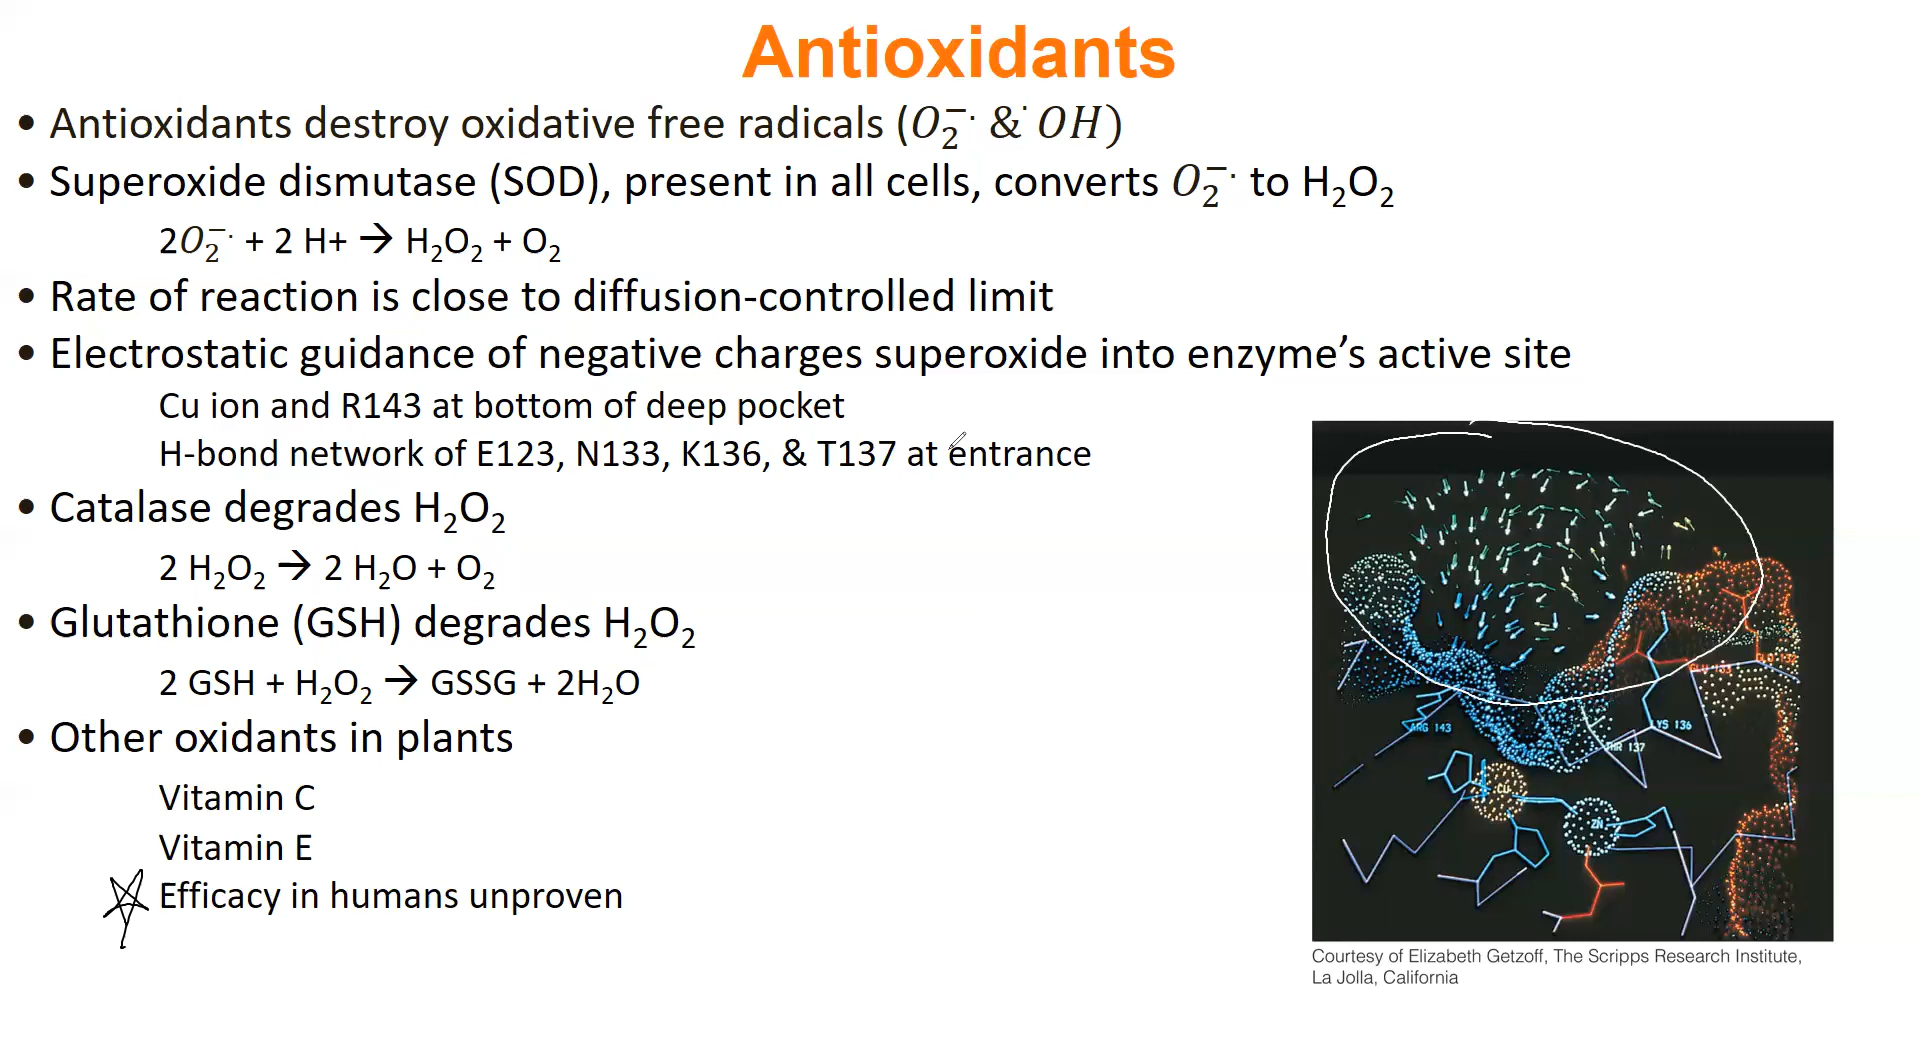 Antioxidants
• Antioxidants destroy oxidative free radicals (O₂⁻· & ·OH)
• Superoxide dismutase (SOD), present in all cells, converts O₂⁻· to H₂O₂
2O₂⁻· + 2 H+ → H₂O₂ + O₂
• Rate of reaction is close to diffusion-controlled limit
• Electrostatic guidance of negative charges superoxide into enzyme’s active site
Cu ion and R143 at bottom of deep pocket
H-bond network of E123, N133, K136, & T137 at entrance
• Catalase degrades H₂O₂
2 H₂O₂ → 2 H₂O + O₂
• Glutathione (GSH) degrades H₂O₂
2 GSH + H₂O₂ → GSSG + 2H₂O
• Other oxidants in plants
Vitamin C
Vitamin E
Efficacy in humans unproven
ARG 143
YS 136
THR 137
CU
ZN
Courtesy of Elizabeth Getzoff, The Scripps Research Institute,
La Jolla, California